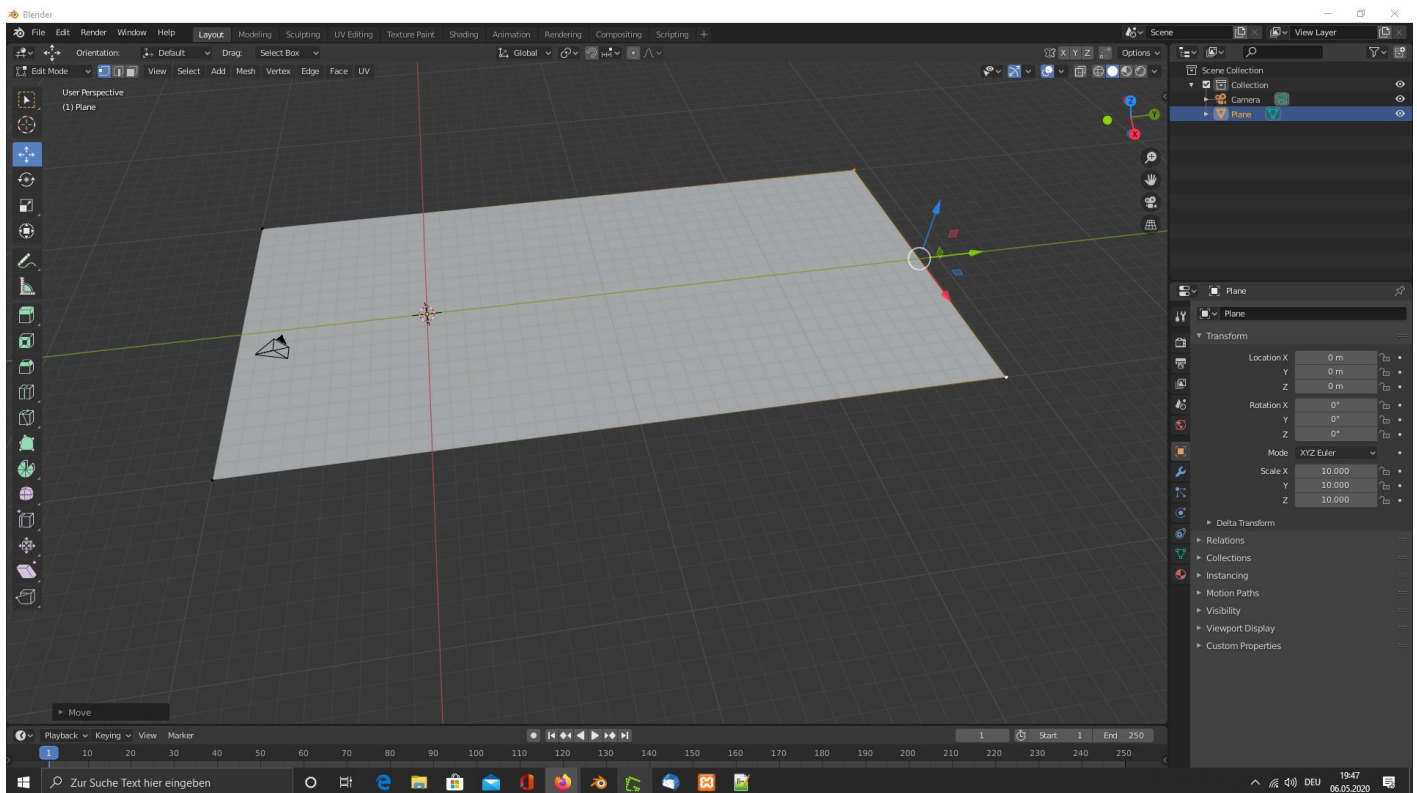 Blender
File Edit Render Window Help Layout Modeling Sculpting UV Editing Texture Paint Shading Animation Rendering Compositing Scripting + Scene View Layer
Orientation: Default Drag: Select Box Global X Y Z Options
Edit Mode View Select Add Mesh Vertex Edge Face UV
User Perspective
(1) Plane
Z
Y
X
Scene Collection
Collection
Camera
Plane
Plane
Plane
Transform
Location X 0 m
Y 0 m
Z 0 m
Rotation X 0°
Y 0°
Z 0°
Mode XYZ Euler
Scale X 10.000
Y 10.000
Z 10.000
Delta Transform
Relations
Collections
Instancing
Motion Paths
Visibility
Viewport Display
Custom Properties
Move
Playback Keying View Marker 1 Start 1 End 250
1 10 20 30 40 50 60 70 80 90 100 110 120 130 140 150 160 170 180 190 200 210 220 230 240 250
Zur Suche Text hier eingeben DEU 19:47
06.05.2020